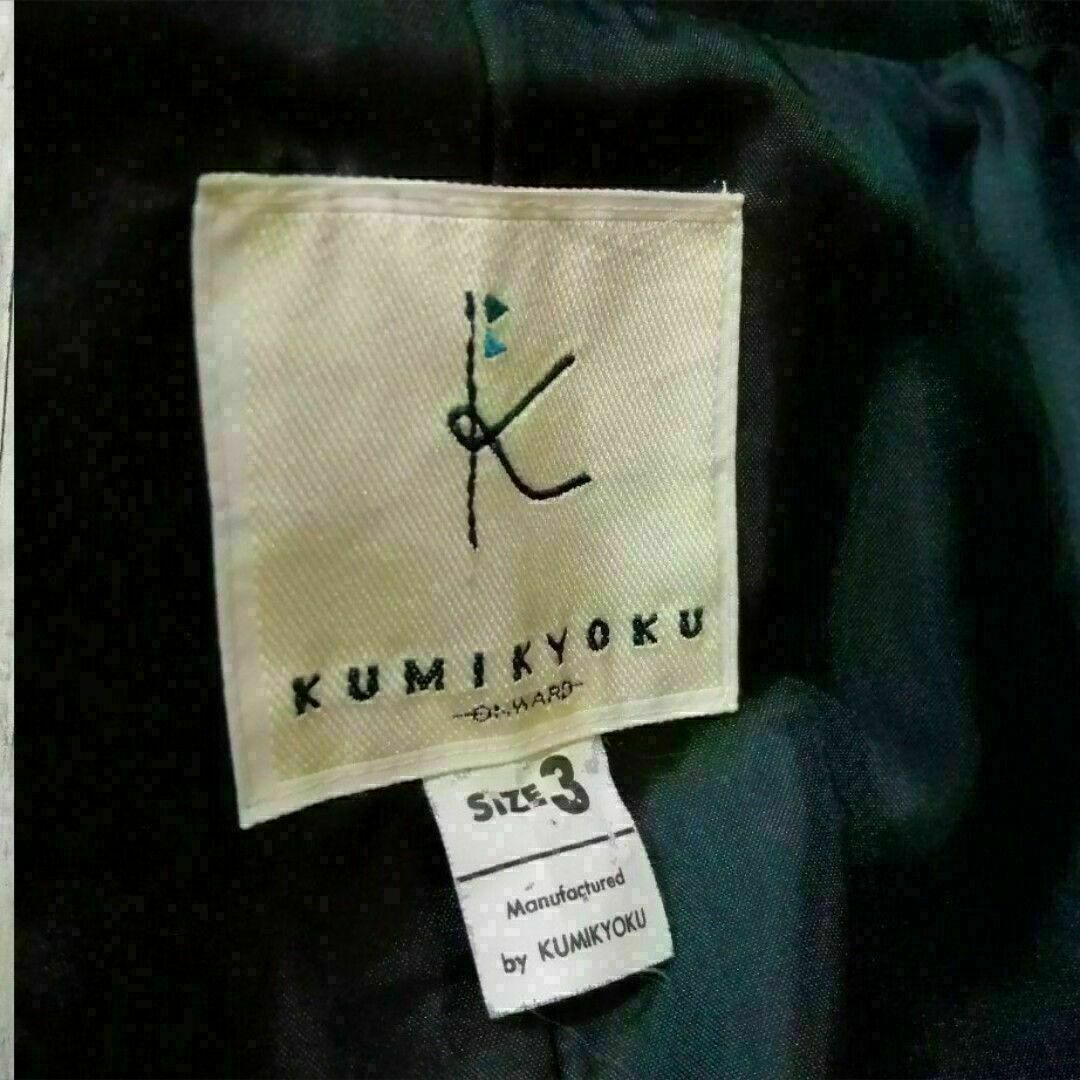 K
KUMIKYOKU
ONWARD
SIZE 3
Manufactured
by KUMIKYOKU